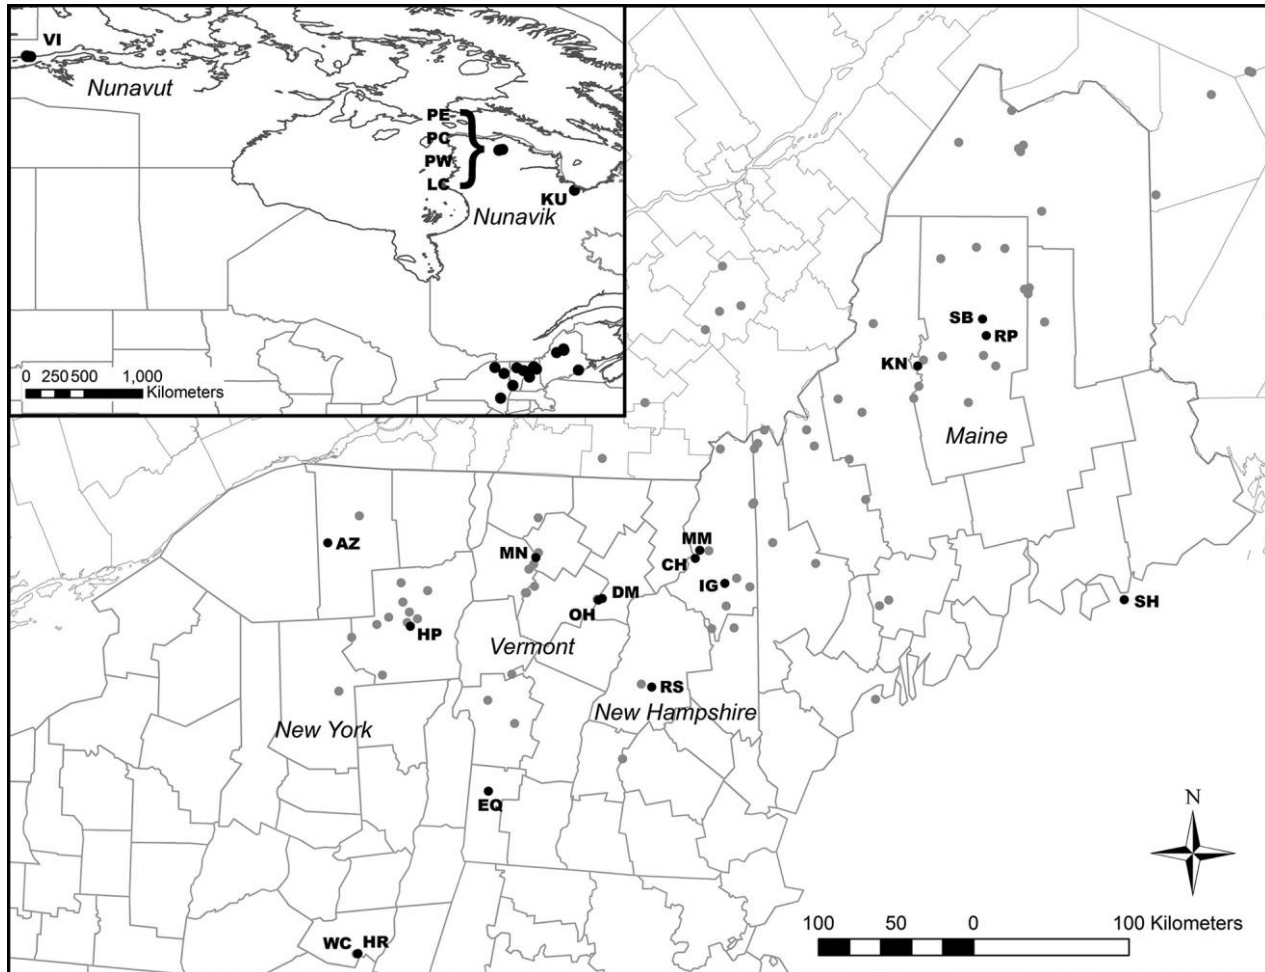 VI
Nunavut
PE
PC
PW
LC
KU
Nunavik
0 250 500 1,000
Kilometers
SB
RP
KN
Maine
AZ
MN
MM
CH
IG
DM
OH
SH
HP
Vermont
RS
New Hampshire
New York
EQ
N
WC HR
100 50 0 100 Kilometers